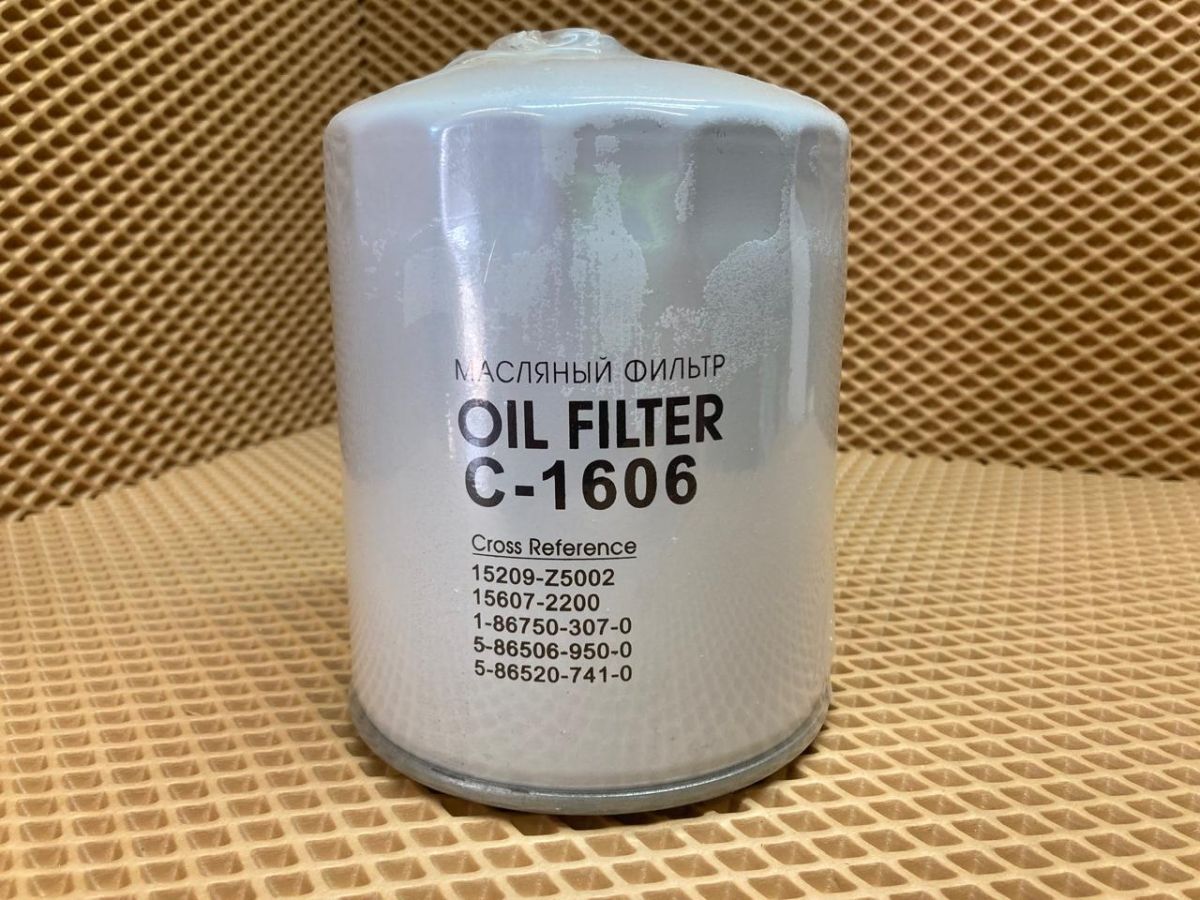 МАСЛЯНЫЙ ФИЛЬТР
OIL FILTER
C-1606
Cross Reference
15209-Z5002
15607-2200
1-86750-307-0
5-86506-950-0
5-86520-741-0